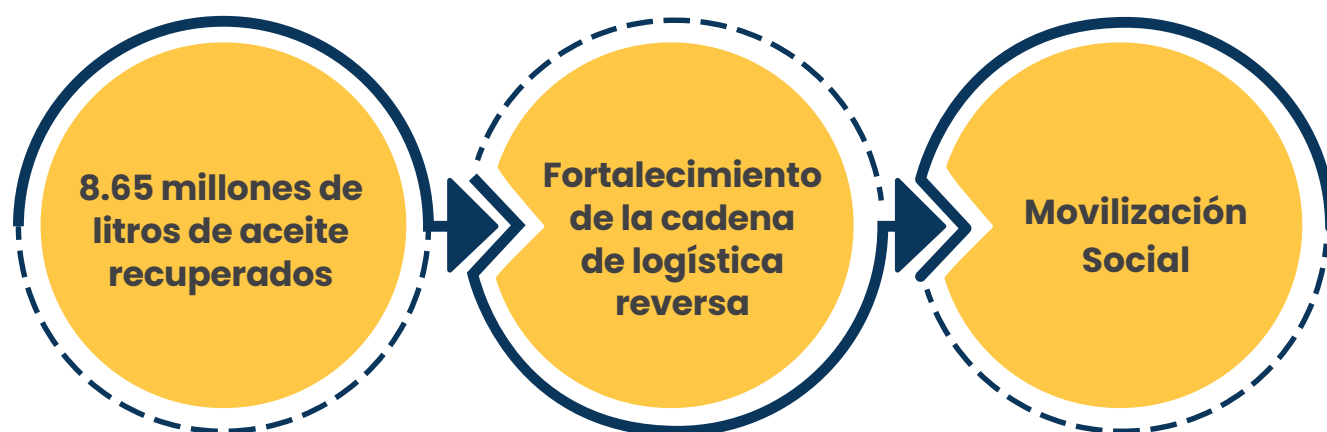 8.65 millones de
litros de aceite
recuperados
Fortalecimiento
de la cadena
de logística
reversa
Movilización
Social